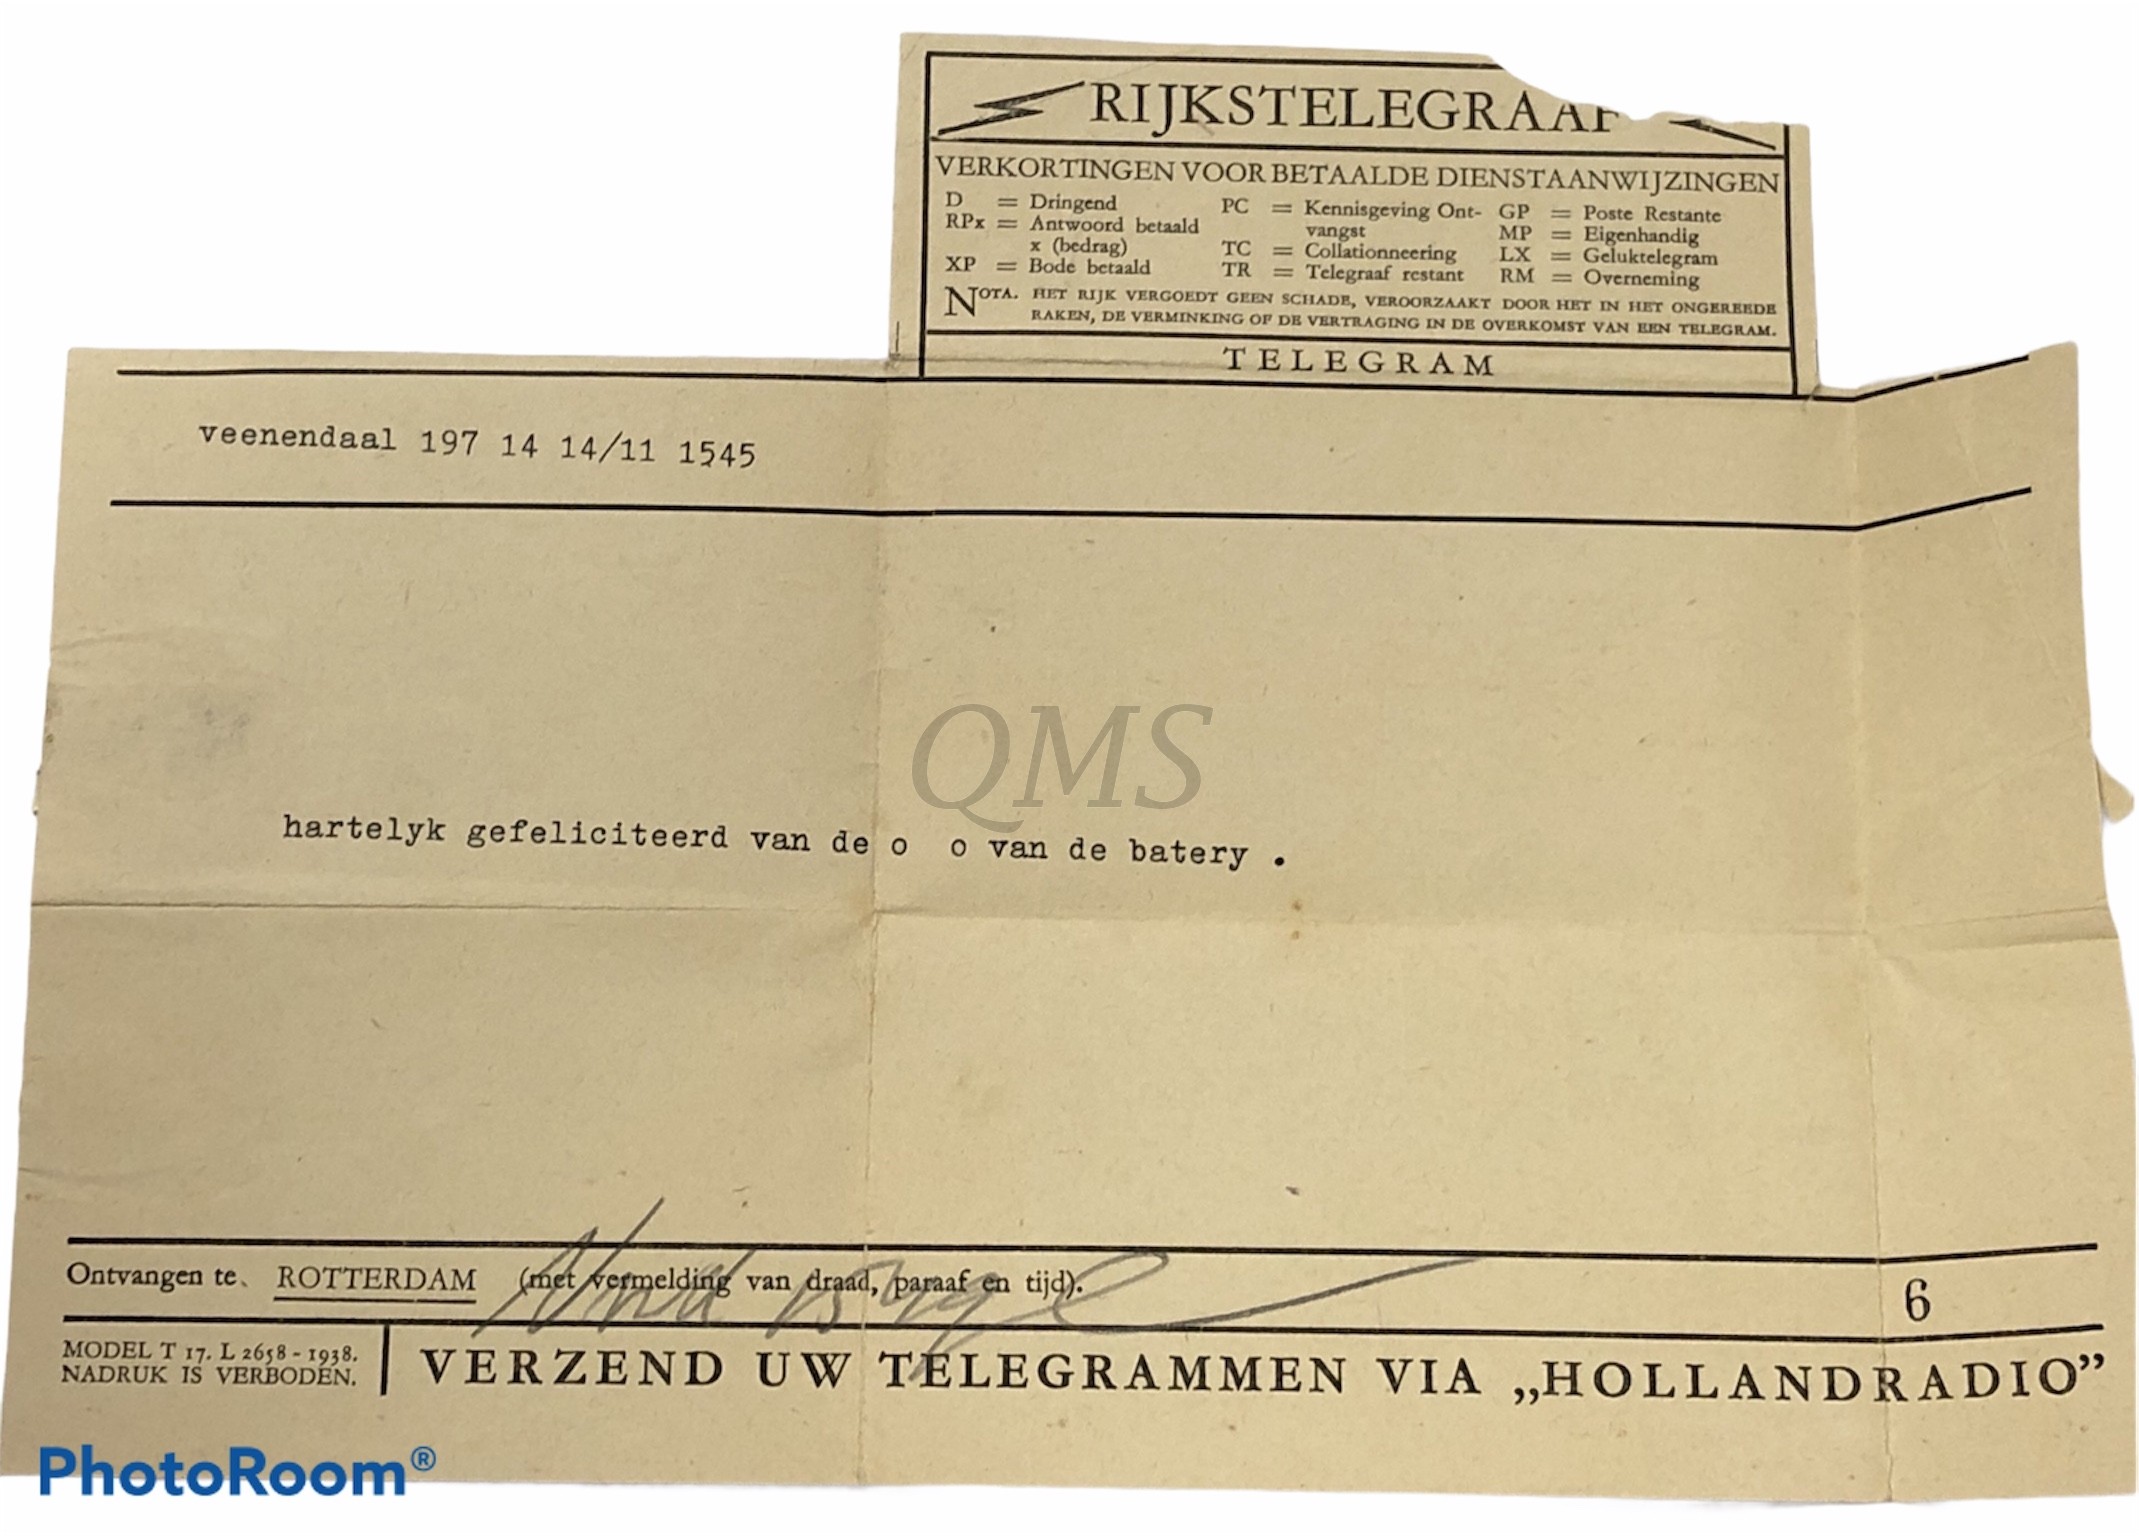 RIJKSTELEGRAAF
VERKORTINGEN VOOR BETAALDE DIENSTAANWIJZINGEN
D = Dringend
RPx = Antwoord betaald
x (bedrag)
XP = Bode betaald
PC = Kennisgeving Ont-
vangst
TC = Collationneering
TR = Telegraaf restant
GP = Poste Restante
MP = Eigenhandig
LX = Geluktelegram
RM = Overneming
NOTA. HET RIJK VERGOEDT GEEN SCHADE, VEROORZAAKT DOOR HET IN HET ONGEREEDE
RAKEN, DE VERMINKING OF DE VERTRAGING IN DE OVERKOMST VAN EEN TELEGRAM.
TELEGRAM
veenendaal 197 14 14/11 1545
QMS
hartelyk gefeliciteerd van de o o van de batery .
Ontvangen te ROTTERDAM (met vermelding van draad, paraaf en tijd).
6
MODEL T 17. L 2658 - 1938.
NADRUK IS VERBODEN.
VERZEND UW TELEGRAMMEN VIA „HOLLANDRADIO”
PhotoRoom®